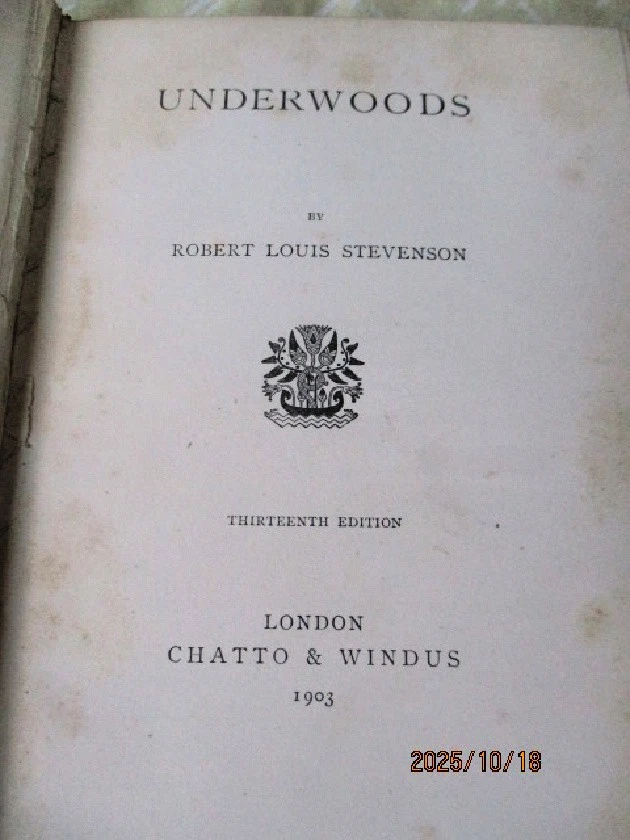 UNDERWOODS
BY
ROBERT LOUIS STEVENSON
THIRTEENTH EDITION
LONDON
CHATTO & WINDUS
1903
2025/10/18